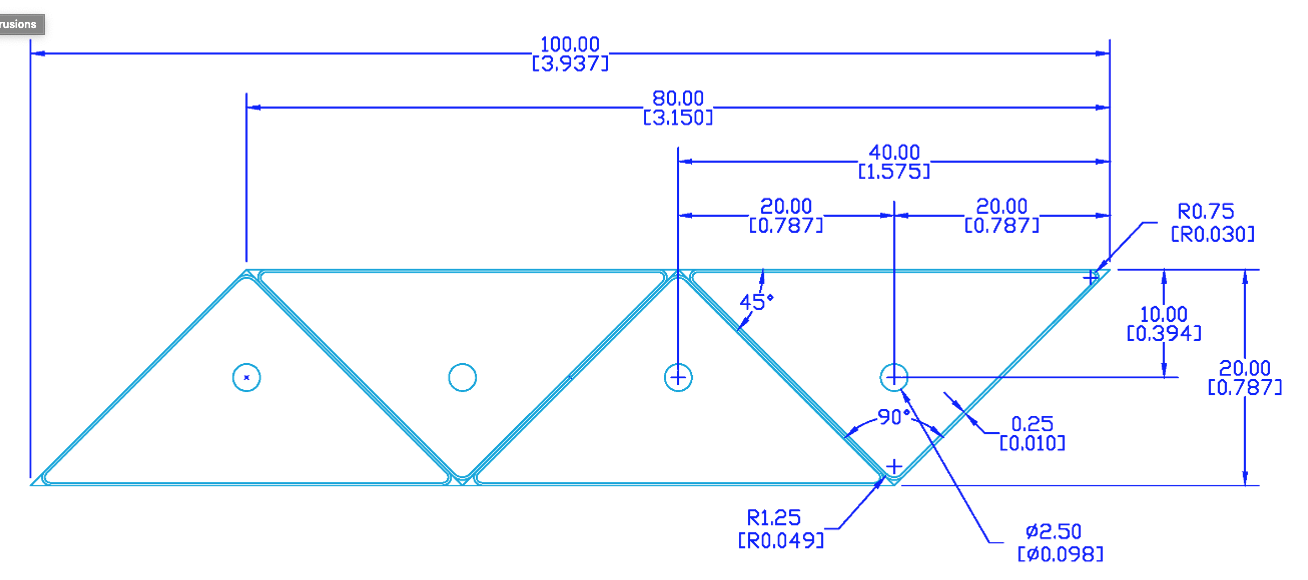 rusions
100.00
[3.937]
80.00
[3.150]
40.00
[1.575]
20.00
[0.787]
20.00
[0.787]
R0.75
[R0.030]
45°
10.00
[0.394]
20.00
[0.787]
90°
0.25
[0.010]
R1.25
[R0.049]
Ø2.50
[Ø0.098]